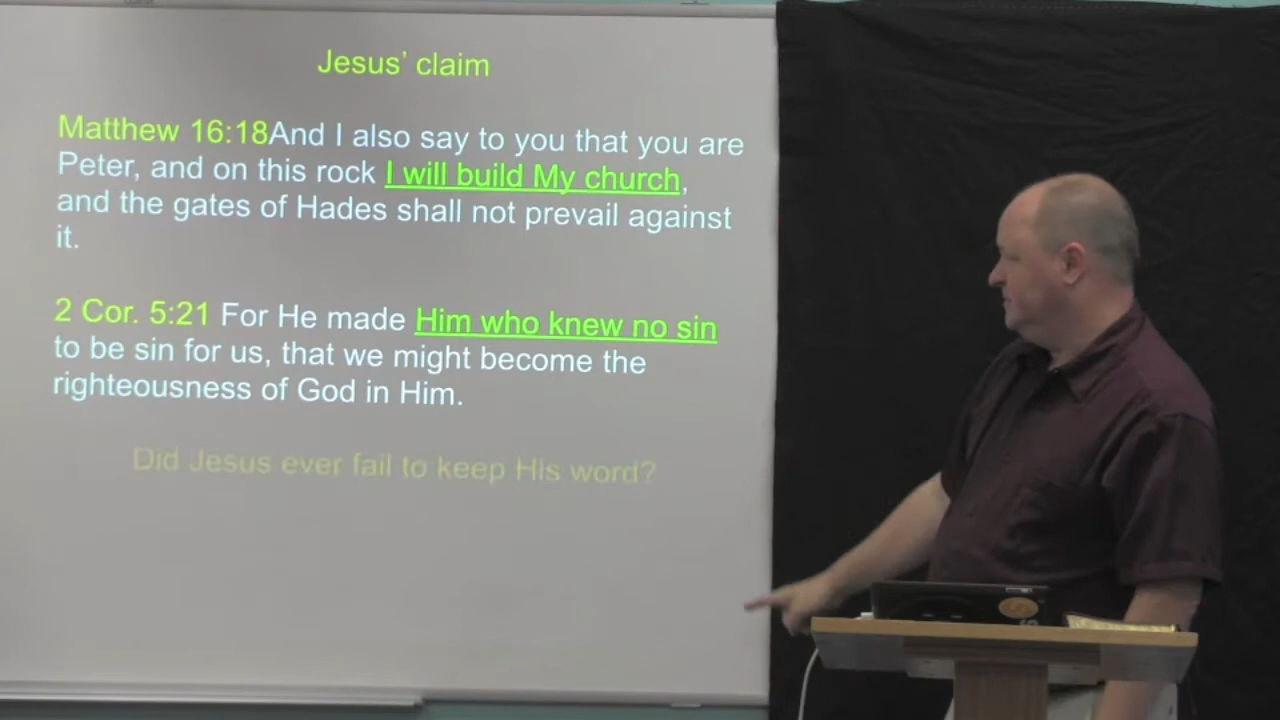 Jesus' claim
Matthew 16:18And I also say to you that you are
Peter, and on this rock I will build My church,
and the gates of Hades shall not prevail against
it.
2 Cor. 5:21 For He made Him who knew no sin
to be sin for us, that we might become the
righteousness of God in Him.
Did Jesus ever fail to keep His word?